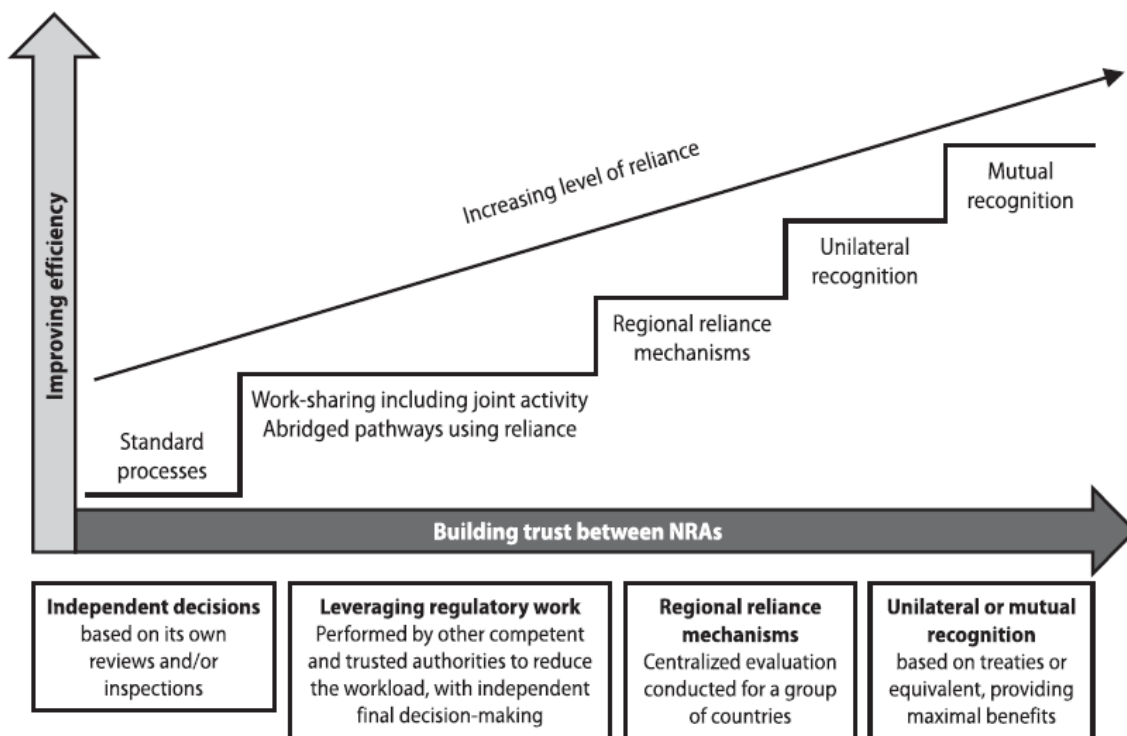 Improving efficiency
Increasing level of reliance
Mutual
recognition
Unilateral
recognition
Regional reliance
mechanisms
Work-sharing including joint activity
Abridged pathways using reliance
Standard
processes
Building trust between NRAs
Independent decisions
based on its own
reviews and/or
inspections
Leveraging regulatory work
Performed by other competent
and trusted authorities to reduce
the workload, with independent
final decision-making
Regional reliance
mechanisms
Centralized evaluation
conducted for a group
of countries
Unilateral or mutual
recognition
based on treaties or
equivalent, providing
maximal benefits